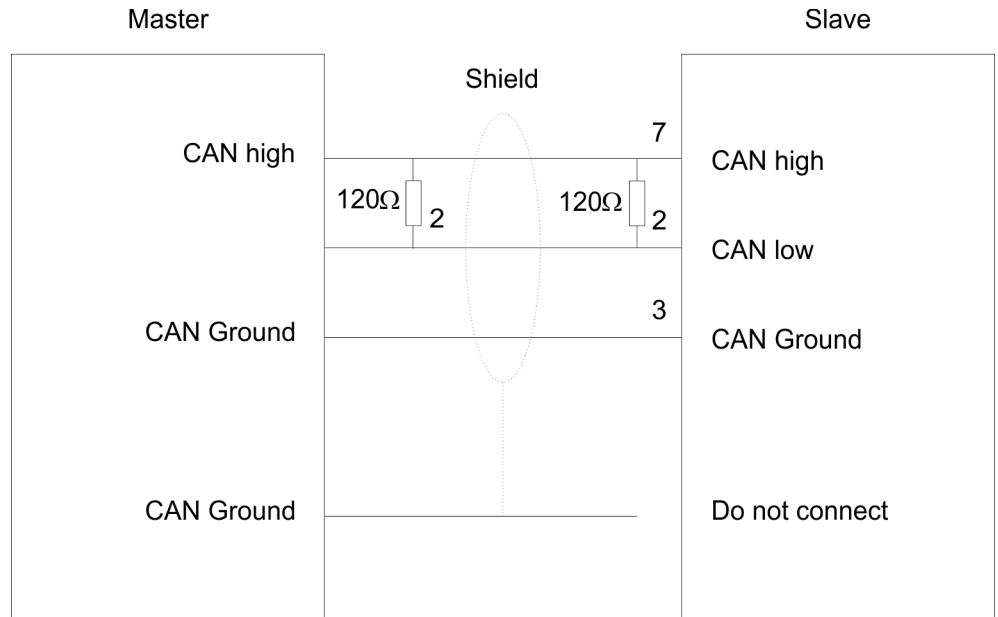 Master
Slave
Shield
7
CAN high
CAN high
120Ω
2
120Ω
2
CAN low
3
CAN Ground
CAN Ground
CAN Ground
Do not connect